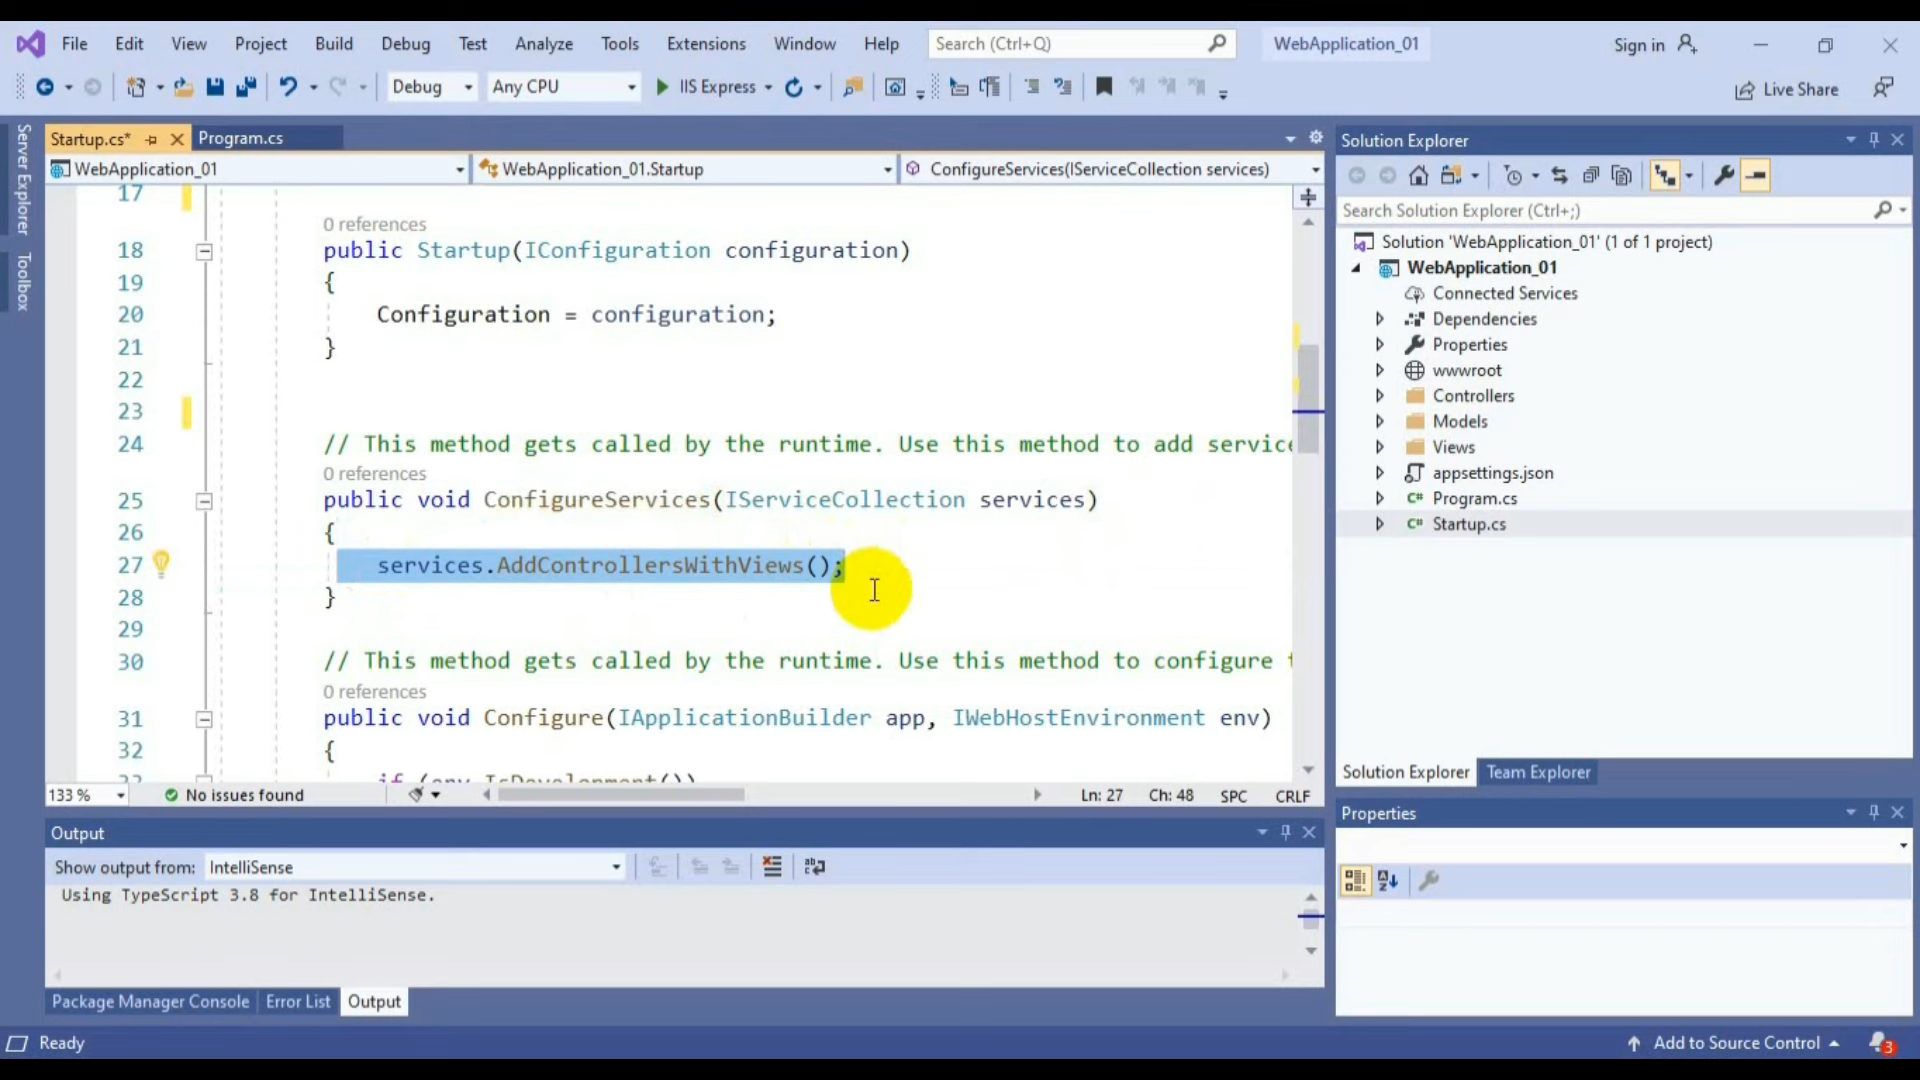 File Edit View Project Build Debug Test Analyze Tools Extensions Window Help Search (Ctrl+Q) WebApplication_01 Sign in
Debug Any CPU IIS Express Live Share
Server Explorer
Toolbox
Startup.cs* Program.cs
WebApplication_01 WebApplication_01.Startup ConfigureServices(IServiceCollection services)
17
0 references
18 public Startup(IConfiguration configuration)
19 {
20 Configuration = configuration;
21 }
22
23
24 // This method gets called by the runtime. Use this method to add service
0 references
25 public void ConfigureServices(IServiceCollection services)
26 {
27 services.AddControllersWithViews();
28 }
29
30 // This method gets called by the runtime. Use this method to configure
0 references
31 public void Configure(IApplicationBuilder app, IWebHostEnvironment env)
32 {
if (env.IsDevelopment())
133 % No issues found Ln: 27 Ch: 48 SPC CRLF
Output
Show output from: IntelliSense
Using TypeScript 3.8 for IntelliSense.
Package Manager Console Error List Output
Solution Explorer
Search Solution Explorer (Ctrl+;)
Solution 'WebApplication_01' (1 of 1 project)
WebApplication_01
Connected Services
Dependencies
Properties
wwwroot
Controllers
Models
Views
appsettings.json
C# Program.cs
C# Startup.cs
Solution Explorer Team Explorer
Properties
Ready Add to Source Control 3